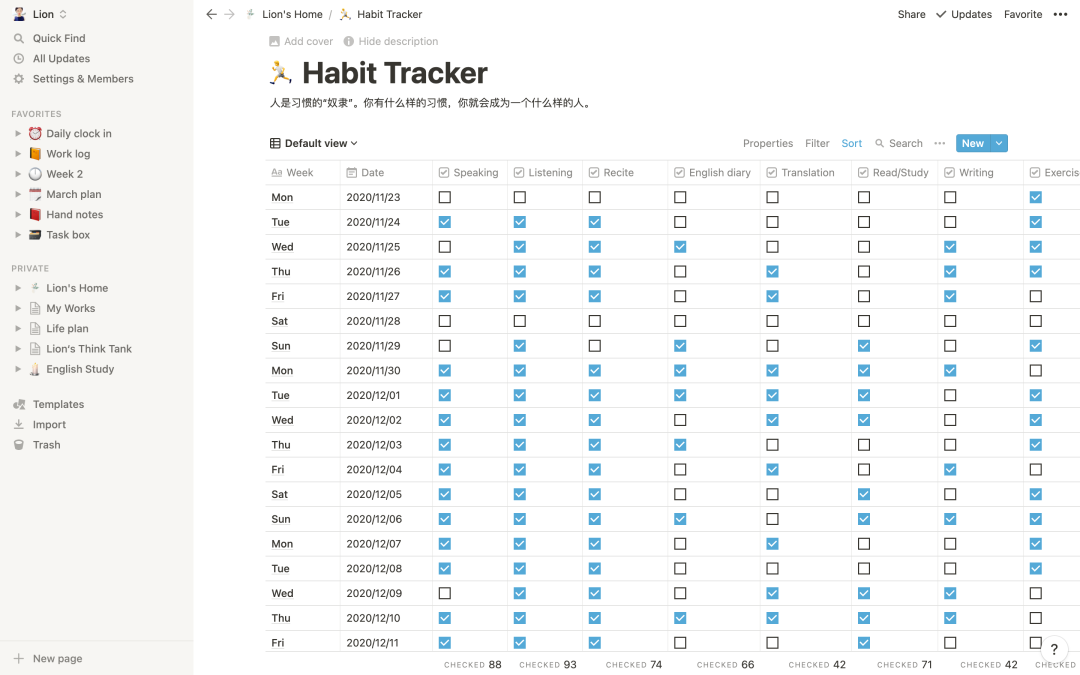 Lion
Quick Find
All Updates
Settings & Members
FAVORITES
Daily clock in
Work log
Week 2
March plan
Hand notes
Task box
PRIVATE
Lion's Home
My Works
Life plan
Lion's Think Tank
English Study
Templates
Import
Trash
New page
Lion's Home / Habit Tracker
Share Updates Favorite
Add cover Hide description
Habit Tracker
人是习惯的“奴隶”。你有什么样的习惯，你就会成为一个什么样的人。
Default view
Properties Filter Sort Search New
Aa Week Date Speaking Listening Recite English diary Translation Read/Study Writing Exercis
Mon 2020/11/23
Tue 2020/11/24
Wed 2020/11/25
Thu 2020/11/26
Fri 2020/11/27
Sat 2020/11/28
Sun 2020/11/29
Mon 2020/11/30
Tue 2020/12/01
Wed 2020/12/02
Thu 2020/12/03
Fri 2020/12/04
Sat 2020/12/05
Sun 2020/12/06
Mon 2020/12/07
Tue 2020/12/08
Wed 2020/12/09
Thu 2020/12/10
Fri 2020/12/11
CHECKED 88 CHECKED 93 CHECKED 74 CHECKED 66 CHECKED 42 CHECKED 71 CHECKED 42 CHECKED
?